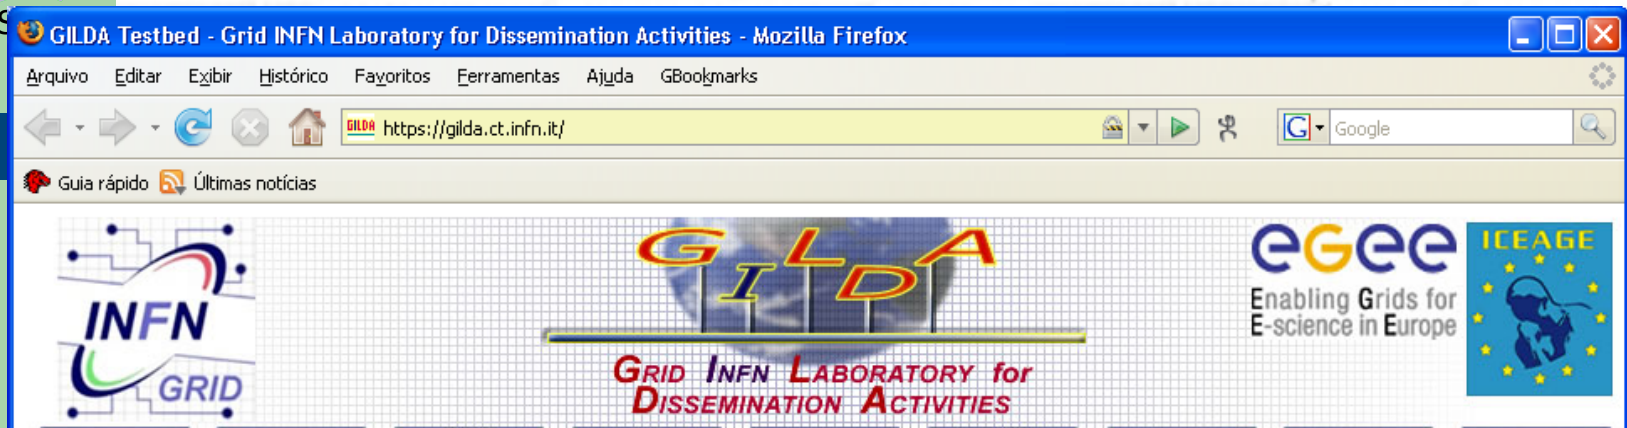 s
GILDA Testbed - Grid INFN Laboratory for Dissemination Activities - Mozilla Firefox
Arquivo Editar Exibir Histórico Favoritos Ferramentas Ajuda GBookmarks
GILDA https://gilda.ct.infn.it/ G Google
Guia rápido Últimas notícias
INFN GRID
GILDA
GRID INFN LABORATORY for
DISSEMINATION ACTIVITIES
egee
Enabling Grids for
E-science in Europe
ICEAGE